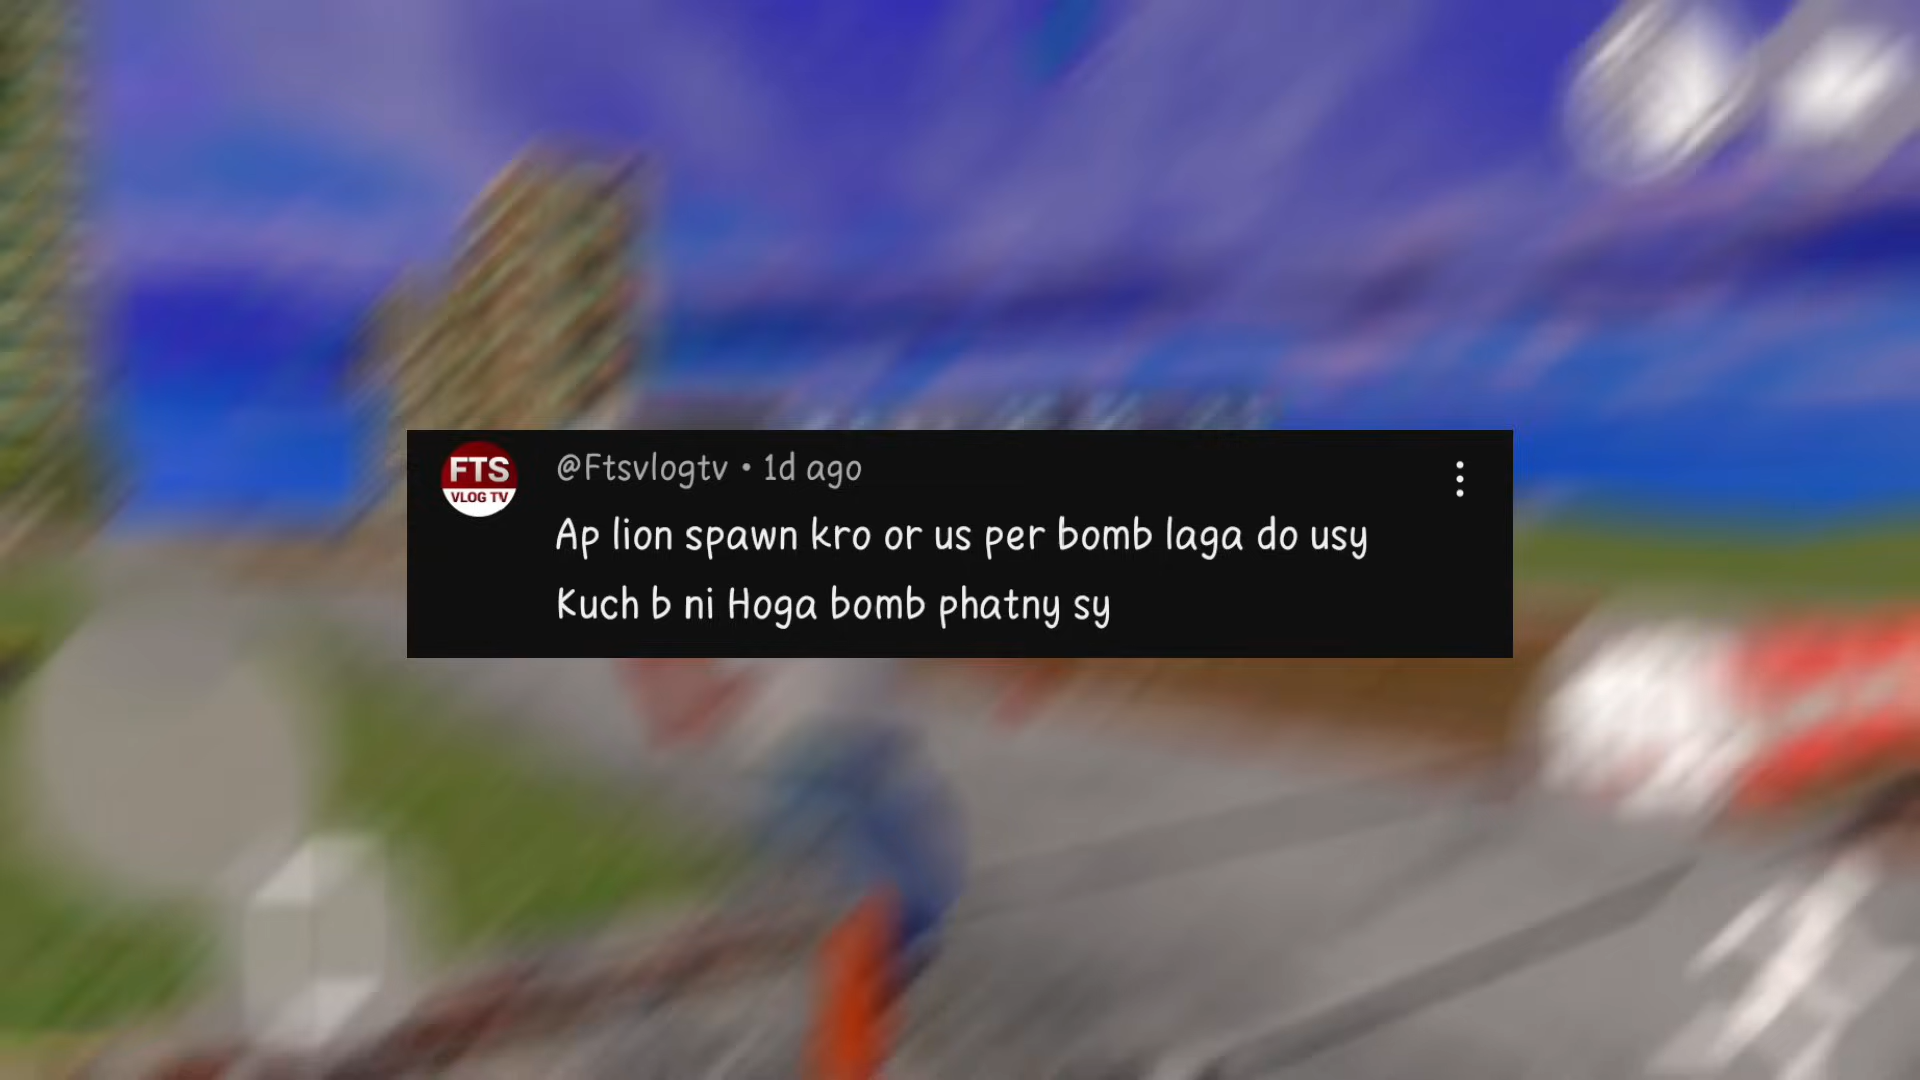 FTS
VLOG TV
@Ftsvlogtv • 1d ago
Ap lion spawn kro or us per bomb laga do usy
Kuch b ni Hoga bomb phatny sy